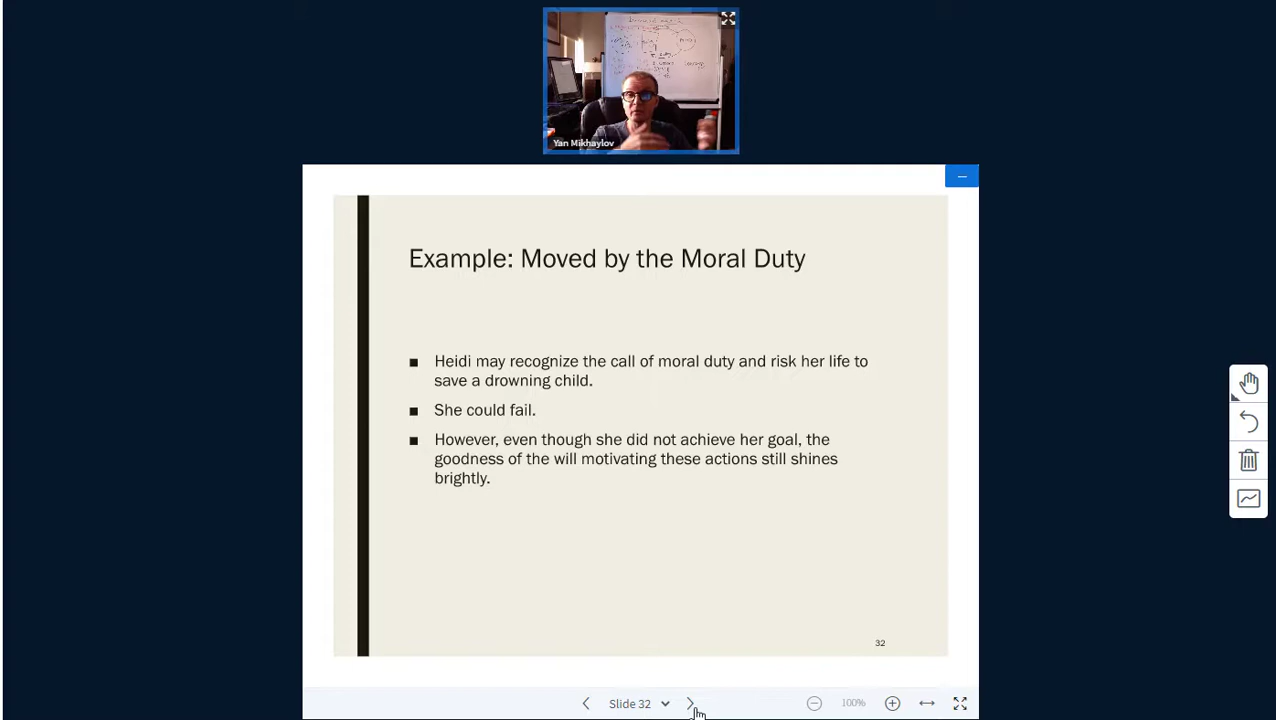 Yan Mikhaylov
Example: Moved by the Moral Duty
■ Heidi may recognize the call of moral duty and risk her life to
save a drowning child.
■ She could fail.
■ However, even though she did not achieve her goal, the
goodness of the will motivating these actions still shines
brightly.
32
Slide 32
100%